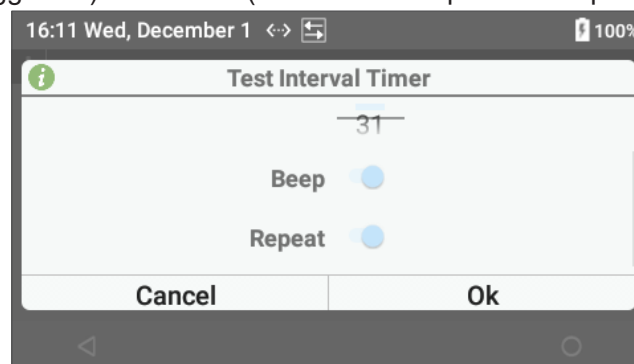 16:11 Wed, December 1 100%
i Test Interval Timer
31
Beep
Repeat
Cancel Ok